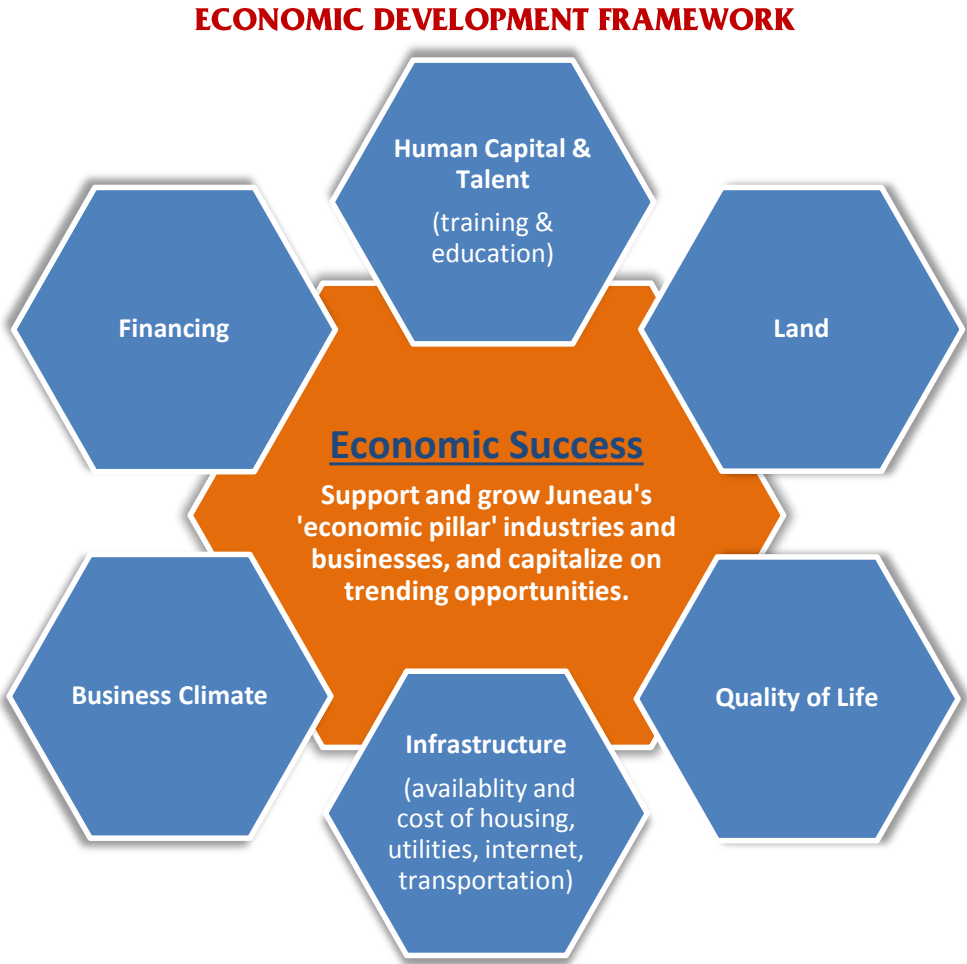 ECONOMIC DEVELOPMENT FRAMEWORK
Human Capital &
Talent
(training &
education)
Financing
Land
Economic Success
Support and grow Juneau's
'economic pillar' industries and
businesses, and capitalize on
trending opportunities.
Business Climate
Quality of Life
Infrastructure
(availablity and
cost of housing,
utilities, internet,
transportation)